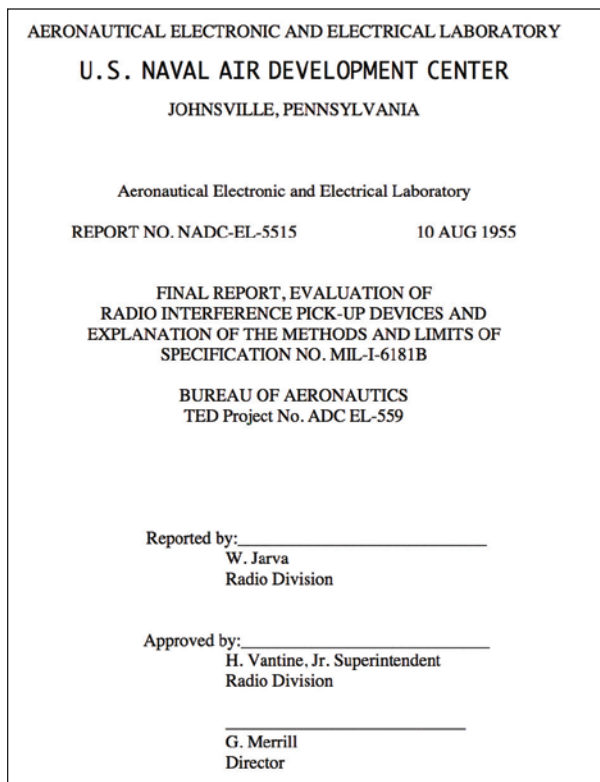 AERONAUTICAL ELECTRONIC AND ELECTRICAL LABORATORY
U.S. NAVAL AIR DEVELOPMENT CENTER
JOHNSVILLE, PENNSYLVANIA
Aeronautical Electronic and Electrical Laboratory
REPORT NO. NADC-EL-5515 10 AUG 1955
FINAL REPORT, EVALUATION OF
RADIO INTERFERENCE PICK-UP DEVICES AND
EXPLANATION OF THE METHODS AND LIMITS OF
SPECIFICATION NO. MIL-I-6181B
BUREAU OF AERONAUTICS
TED Project No. ADC EL-559
Reported by:
W. Jarva
Radio Division
Approved by:
H. Vantine, Jr. Superintendent
Radio Division
G. Merrill
Director